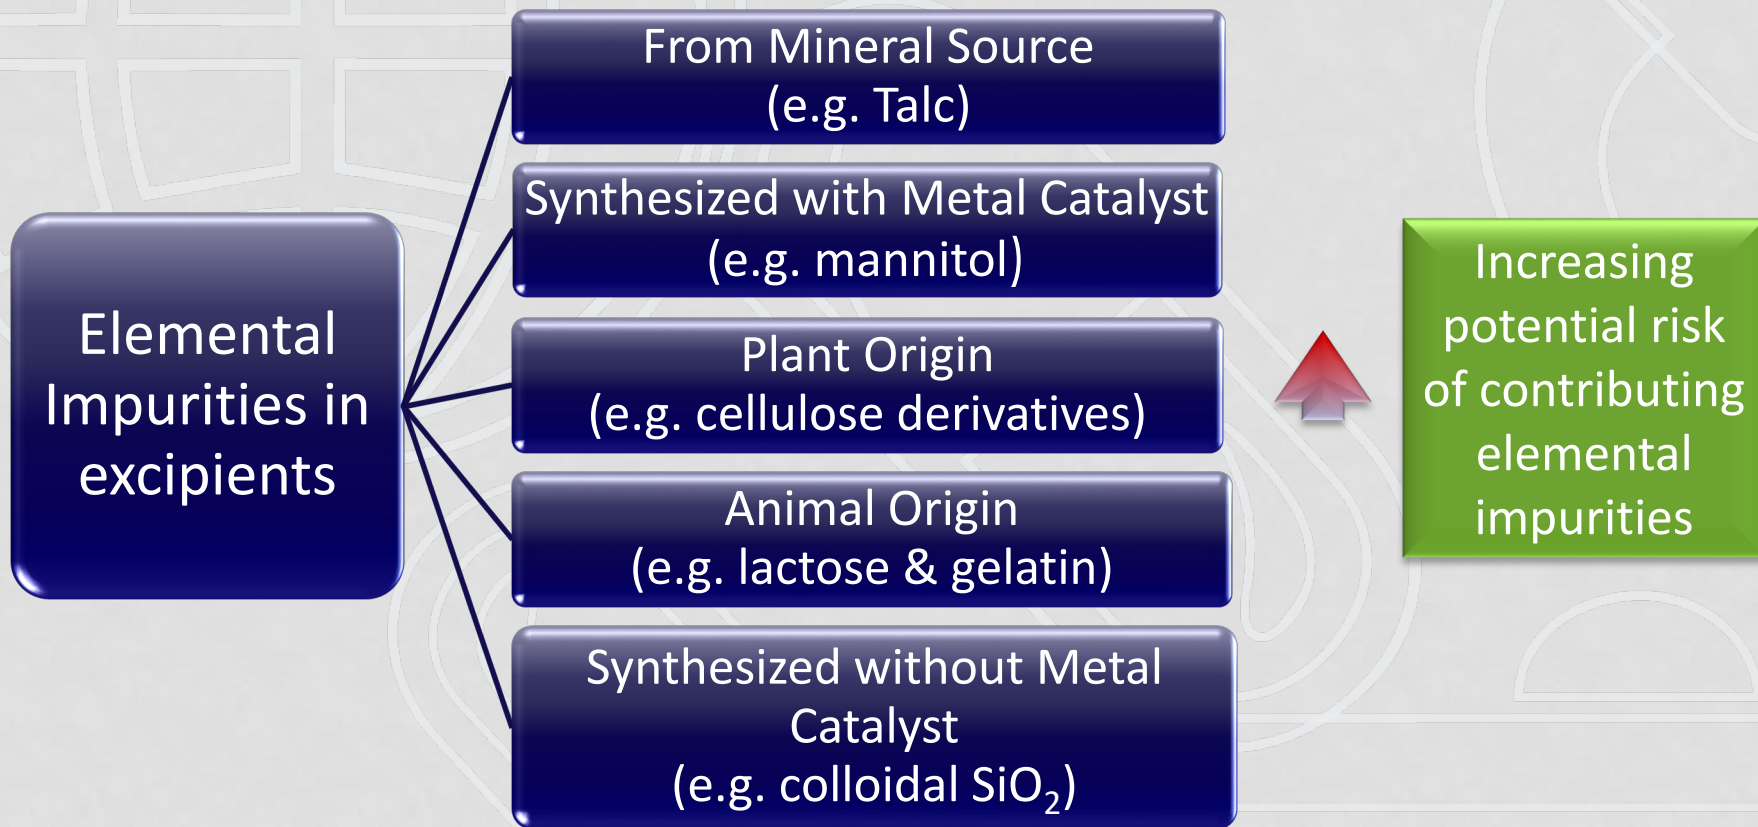 Elemental
Impurities in
excipients
From Mineral Source
(e.g. Talc)
Synthesized with Metal Catalyst
(e.g. mannitol)
Plant Origin
(e.g. cellulose derivatives)
Animal Origin
(e.g. lactose & gelatin)
Synthesized without Metal
Catalyst
(e.g. colloidal SiO₂)
Increasing
potential risk
of contributing
elemental
impurities